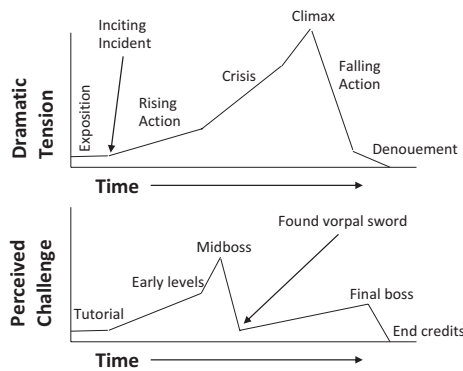 Climax
Inciting
Incident
Falling
Action
Crisis
Rising
Action
Exposition
Dramatic
Tension
Denouement
Time
Found vorpal sword
Midboss
Early levels
Final boss
Perceived
Challenge
Tutorial
End credits
Time